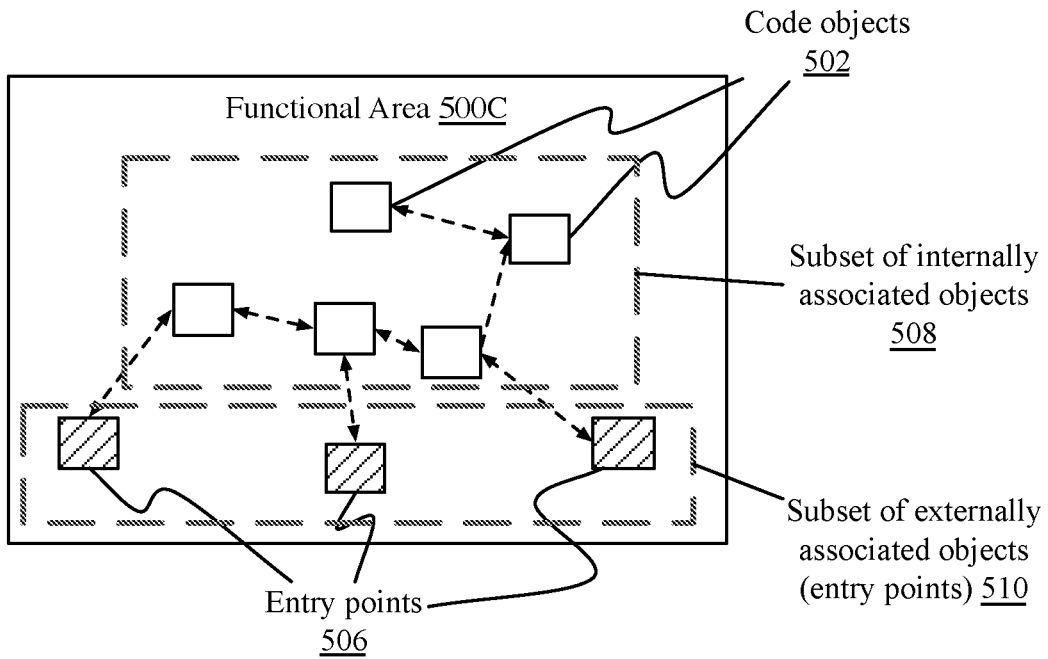 Code objects
502
Functional Area 500C
Subset of internally
associated objects
508
Subset of externally
associated objects
(entry points) 510
Entry points
506